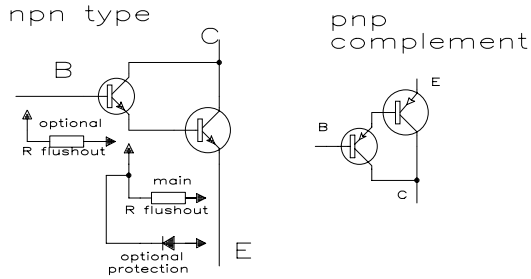 npn type
C
B
optional
R flushout
main
R flushout
optional
protection
E
pnp
complement
E
B
C